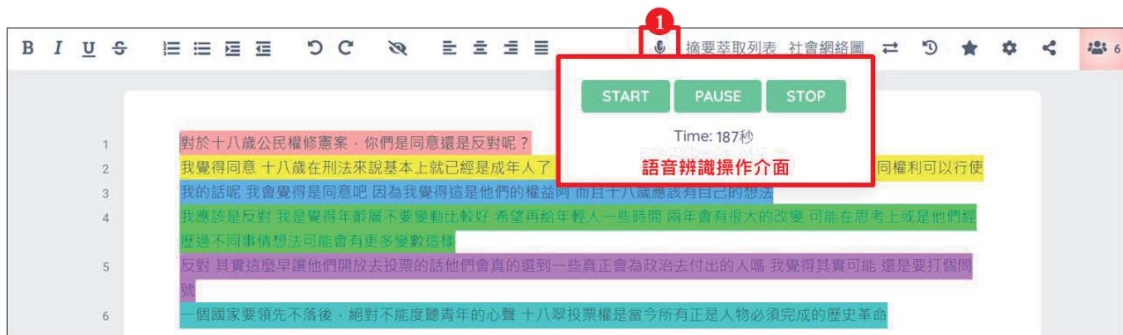 1
B I U S 摘要萃取列表 社會網絡圖 6
START PAUSE STOP
Time: 187秒
語音辨識操作介面
1 對於十八歲公民權修憲案，你們是同意還是反對呢？
2 我覺得同意 十八歲在刑法來說基本上就已經是成年人了 同權利可以行使
3 我的話呢 我會覺得是同意吧 因為我覺得這是他們的權益阿 而且十八歲應該有自己的想法
4 我應該是反對 我是覺得年齡層不要變動比較好 希望再給年輕人一些時間 兩年會有很大的改變 可能在思考上或是他們經
歷過不同事情想法可能會有更多變數這樣
5 反對 其實這麼早讓他們開放去投票的話他們會真的選到一些真正會為政治去付出的人嗎 我覺得其實可能 還是要打個問
號
6 一個國家要領先不落後，絕對不能度聽青年的心聲 十八翠投票權是當今所有正是人物必須完成的歷史革命